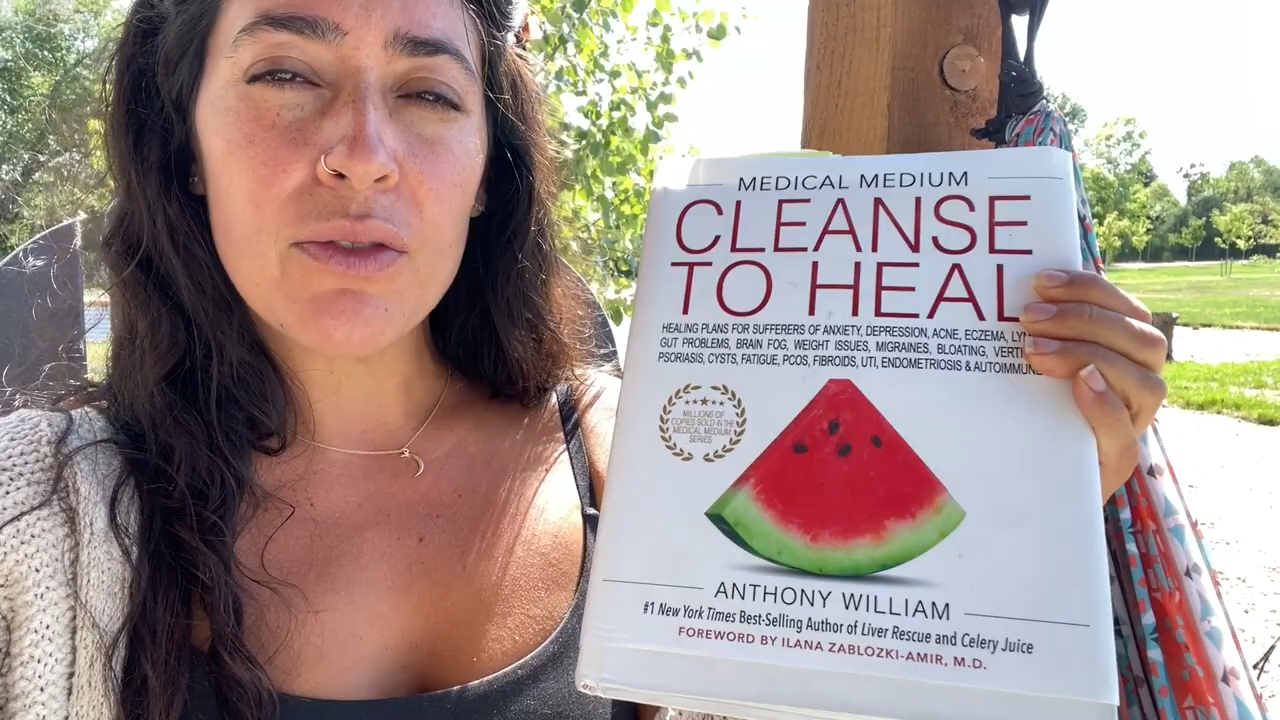 MEDICAL MEDIUM
CLEANSE
TO HEAL
HEALING PLANS FOR SUFFERERS OF ANXIETY, DEPRESSION, ACNE, ECZEMA,
GUT PROBLEMS, BRAIN FOG, WEIGHT ISSUES, MIGRAINES, BLOATING,
PSORIASIS, CYSTS, FATIGUE, PCOS, FIBROIDS, UTI, ENDOMETRIOSIS & AUTOIMMUNE
MILLIONS OF
COPIES SOLD IN THE
MEDICAL MEDIUM
SERIES
ANTHONY WILLIAM
#1 New York Times Best-Selling Author of Liver Rescue and Celery Juice
FOREWORD BY ILANA ZABLOZKI-AMIR, M.D.